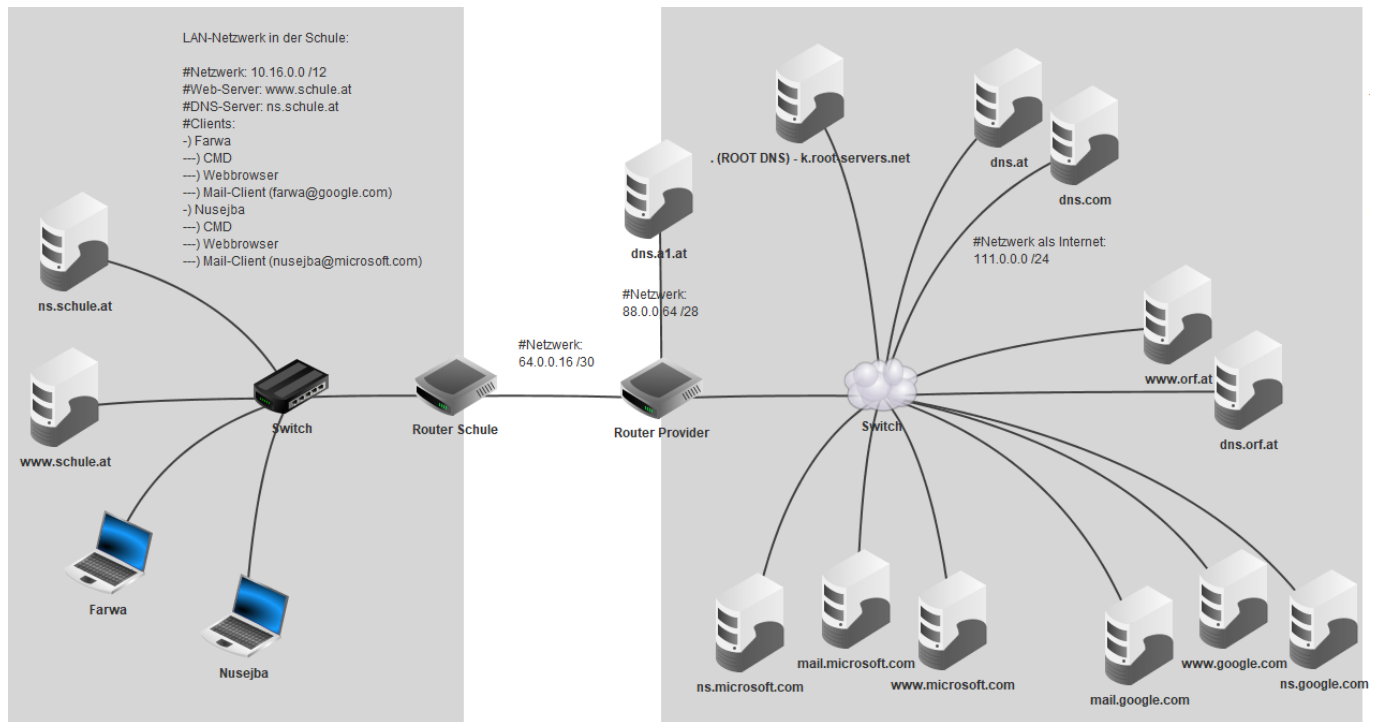 LAN-Netzwerk in der Schule:
#Netzwerk: 10.16.0.0 /12
#Web-Server: www.schule.at
#DNS-Server: ns.schule.at
#Clients:
-) Farwa
---) CMD
---) Webbrowser
---) Mail-Client (farwa@google.com)
-) Nusejba
---) CMD
---) Webbrowser
---) Mail-Client (nusejba@microsoft.com)
ns.schule.at
www.schule.at
Switch
Farwa
Nusejba
Router Schule
#Netzwerk:
64.0.0.16 /30
dns.a1.at
#Netzwerk:
88.0.0.64 /28
Router Provider
. (ROOT DNS) - k.root-servers.net
dns.at
dns.com
#Netzwerk als Internet:
111.0.0.0 /24
Switch
www.orf.at
dns.orf.at
ns.microsoft.com
mail.microsoft.com
www.microsoft.com
mail.google.com
www.google.com
ns.google.com